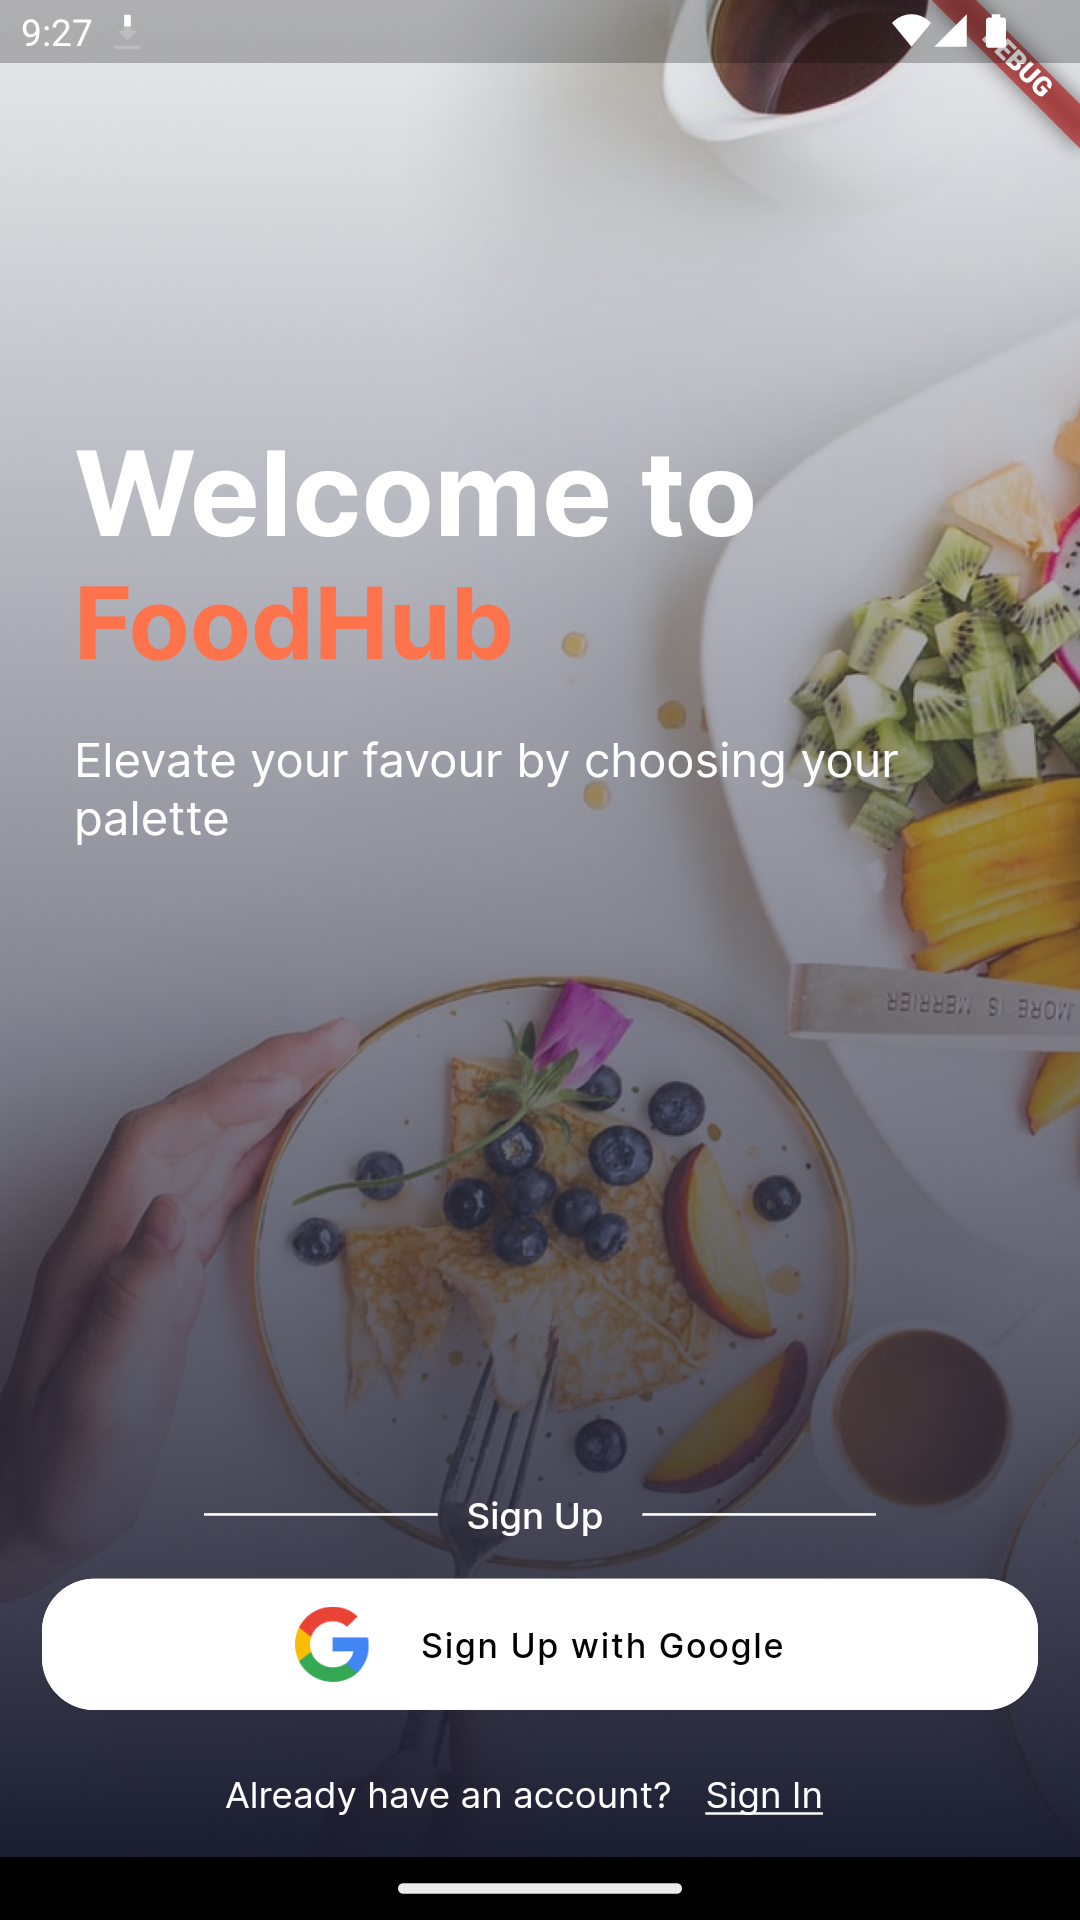 9:27
DEBUG
Welcome to
FoodHub
Elevate your favour by choosing your
palette
MORE IS MERRIER
Sign Up
Sign Up with Google
Already have an account? Sign In